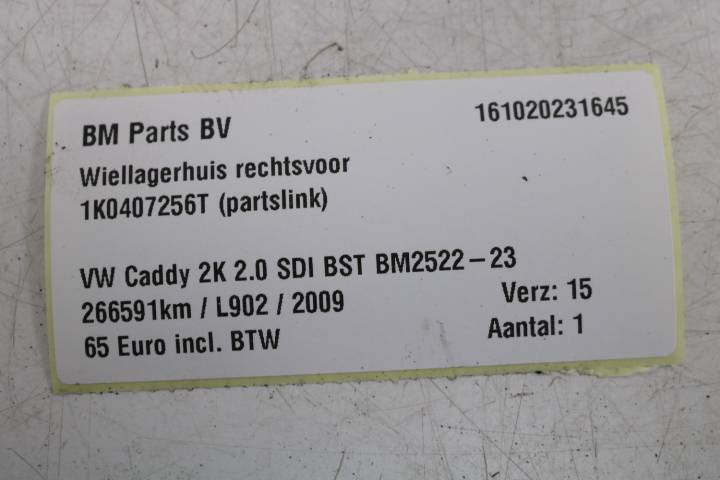 BM Parts BV
161020231645
Wiellagerhuis rechtsvoor
1K0407256T (partslink)
VW Caddy 2K 2.0 SDI BST BM2522-23
266591km / L902 / 2009
Verz: 15
65 Euro incl. BTW
Aantal: 1